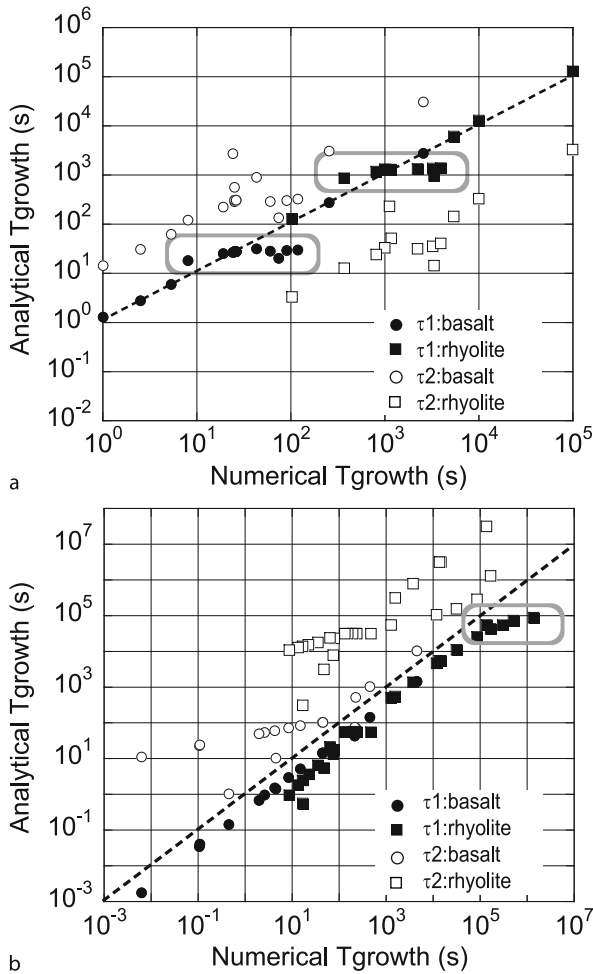 10^6
10^5
10^4
10^3
10^2
10^1
10^0
10^-1
10^-2
Analytical Tgrowth (s)
τ1:basalt
τ1:rhyolite
τ2:basalt
τ2:rhyolite
10^0 10^1 10^2 10^3 10^4 10^5
Numerical Tgrowth (s)
a
10^7
10^5
10^3
10^1
10^-1
10^-3
Analytical Tgrowth (s)
τ1:basalt
τ1:rhyolite
τ2:basalt
τ2:rhyolite
10^-3 10^-1 10^1 10^3 10^5 10^7
Numerical Tgrowth (s)
b